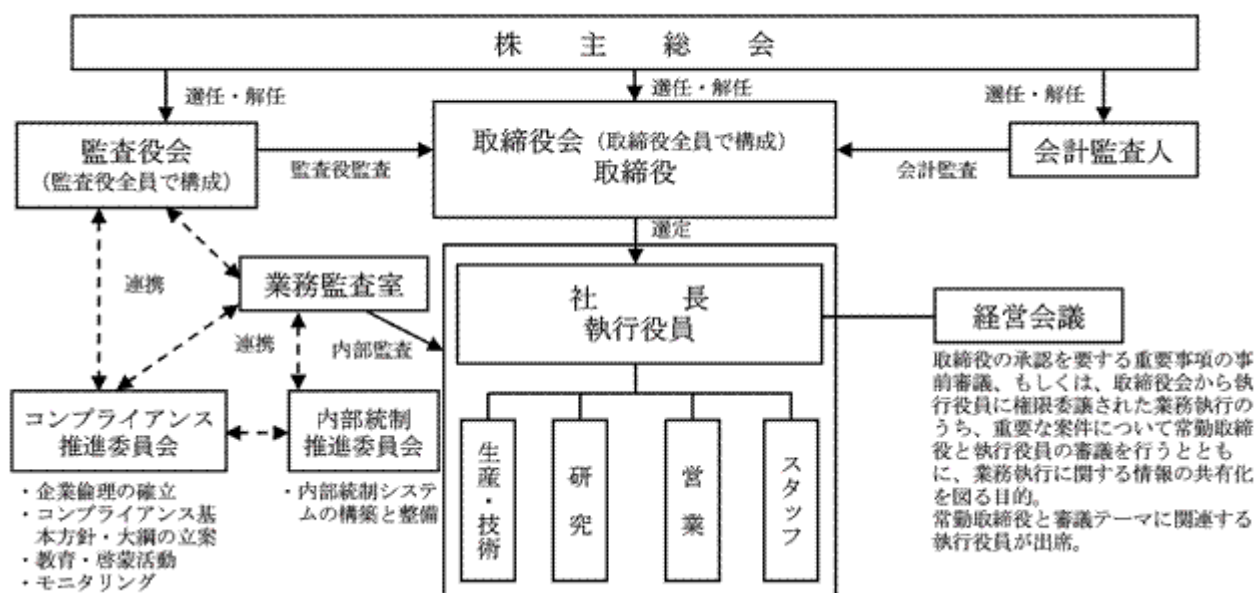 株主総会
選任・解任
選任・解任
選任・解任
監査役会
(監査役全員で構成)
監査役監査
取締役会(取締役全員で構成)
取締役
会計監査
会計監査人
選定
連携
業務監査室
連携
内部監査
社長
執行役員
経営会議
取締役の承認を要する重要事項の事
前審議、もしくは、取締役会から執
行役員に権限委譲された業務執行の
うち、重要な案件について常勤取締
役と執行役員の審議を行うととも
に、業務執行に関する情報の共有化
を図る目的。
常勤取締役と審議テーマに関連する
執行役員が出席。
コンプライアンス
推進委員会
・企業倫理の確立
・コンプライアンス基
本方針・大綱の立案
・教育・啓蒙活動
・モニタリング
内部統制
推進委員会
・内部統制システ
ムの構築と整備
生産・技術
研究
営業
スタッフ